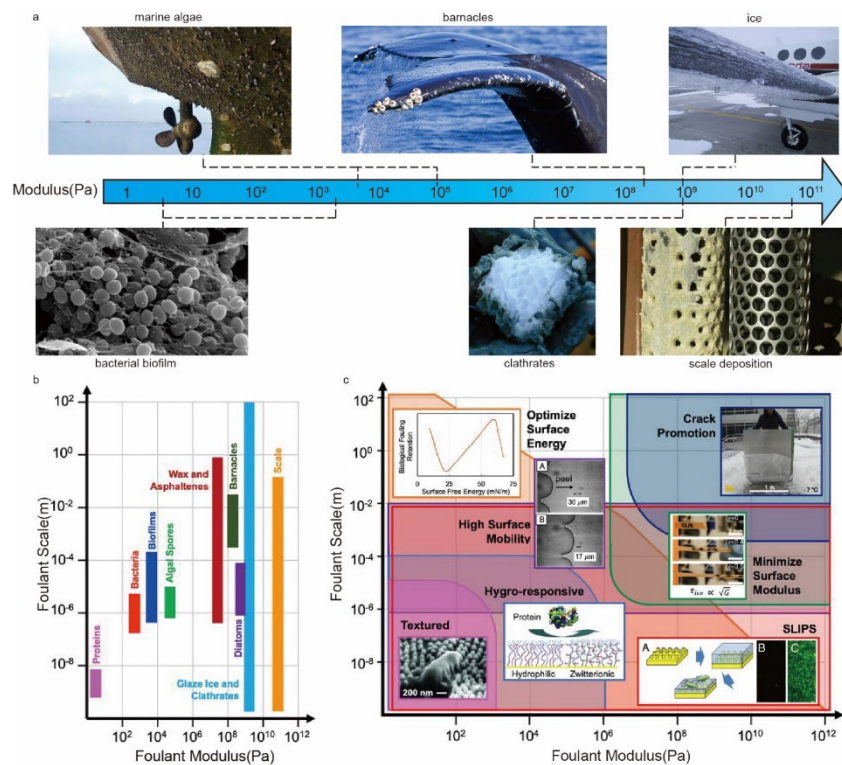 a
marine algae
barnacles
ice
Modulus(Pa)
1
10
10²
10³
10⁴
10⁵
10⁶
10⁷
10⁸
10⁹
10¹⁰
10¹¹
bacterial biofilm
clathrates
scale deposition
b
Foulant Scale(m)
10²
10⁰
10⁻²
10⁻⁴
10⁻⁶
10⁻⁸
Proteins
Bacteria
Biofilms
Algal Spores
Wax and
Asphaltenes
Barnacles
Diatoms
Glaze Ice and
Clathrates
Scale
10²
10⁴
10⁶
10⁸
10¹⁰
10¹²
Foulant Modulus(Pa)
c
Foulant Scale(m)
10²
10⁰
10⁻²
10⁻⁴
10⁻⁶
10⁻⁸
Biological Fouling
Retention
0
25
50
75
Surface Free Energy (mN/m)
Optimize Surface
Energy
Crack
Promotion
1 m
-7 °C
A
peel
30 μm
B
17 μm
High Surface
Mobility
Minimize
Surface
Modulus
τice ∝ √G
Hygro-responsive
Protein
Hydrophilic
Zwitterionic
Textured
200 nm
SLIPS
A
B
C
10²
10⁴
10⁶
10⁸
10¹⁰
10¹²
Foulant Modulus(Pa)